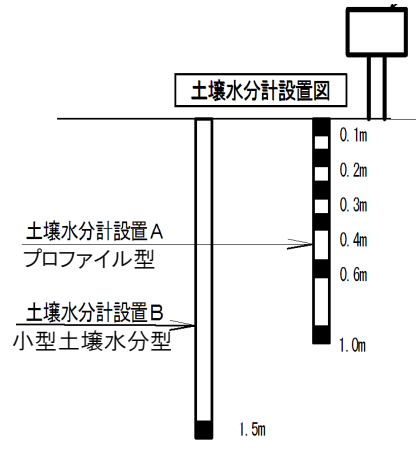 土壌水分計設置図
0.1m
0.2m
0.3m
土壌水分計設置A
0.4m
プロファイル型
0.6m
土壌水分計設置B
小型土壌水分型
1.0m
1.5m